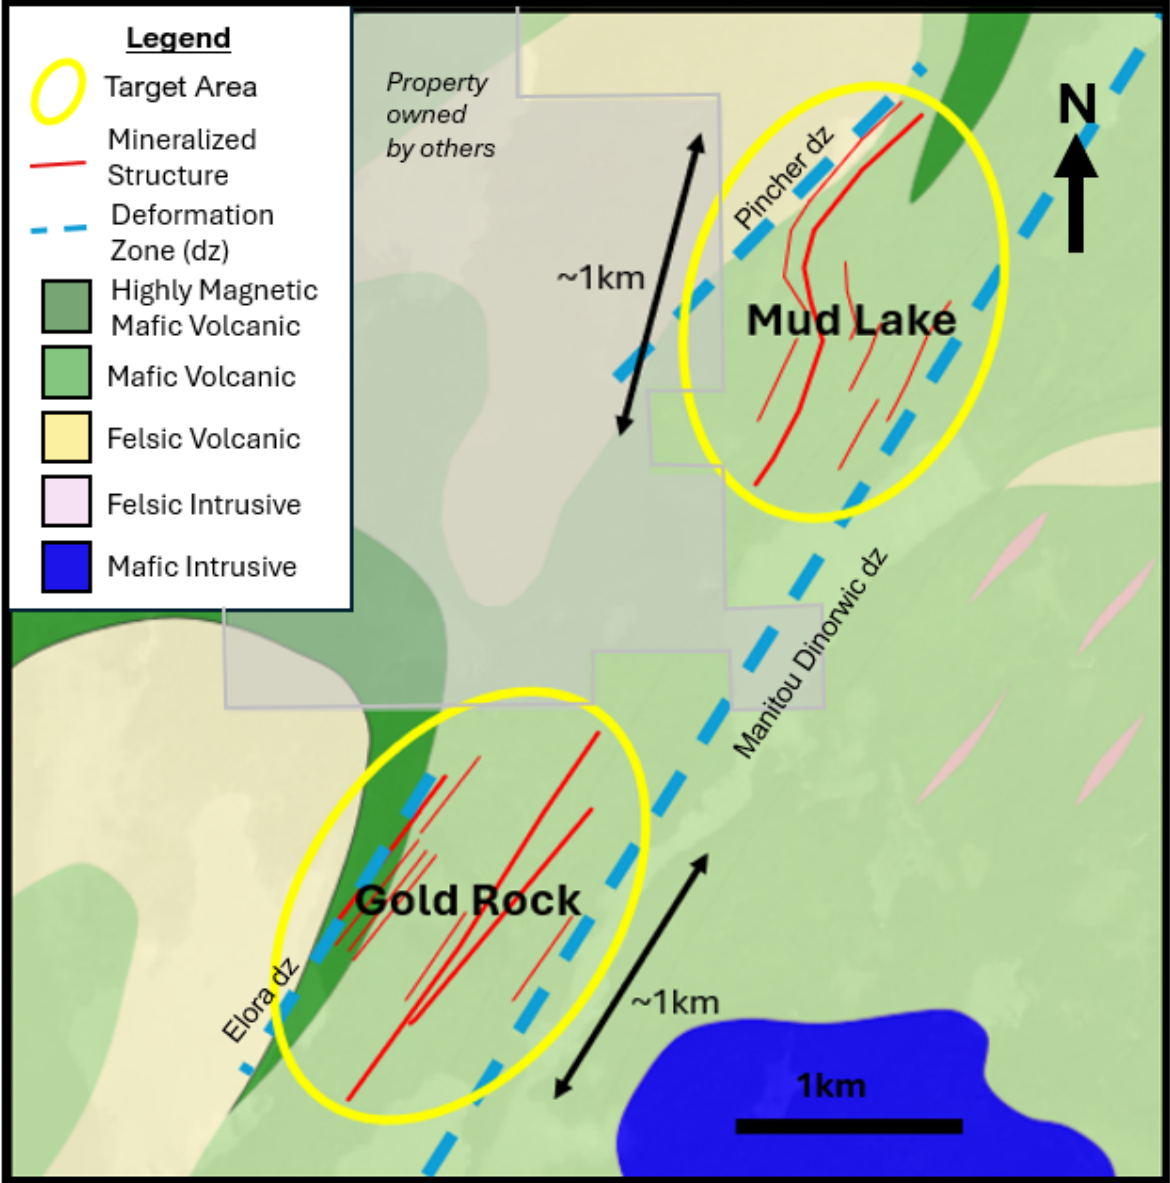 Legend
Target Area
Mineralized
Structure
Deformation
Zone (dz)
Highly Magnetic
Mafic Volcanic
Mafic Volcanic
Felsic Volcanic
Felsic Intrusive
Mafic Intrusive
Property
owned
by others
N
Pincher dz
~1km
Mud Lake
Manitou Dinorwic dz
Gold Rock
Elora dz
~1km
1km